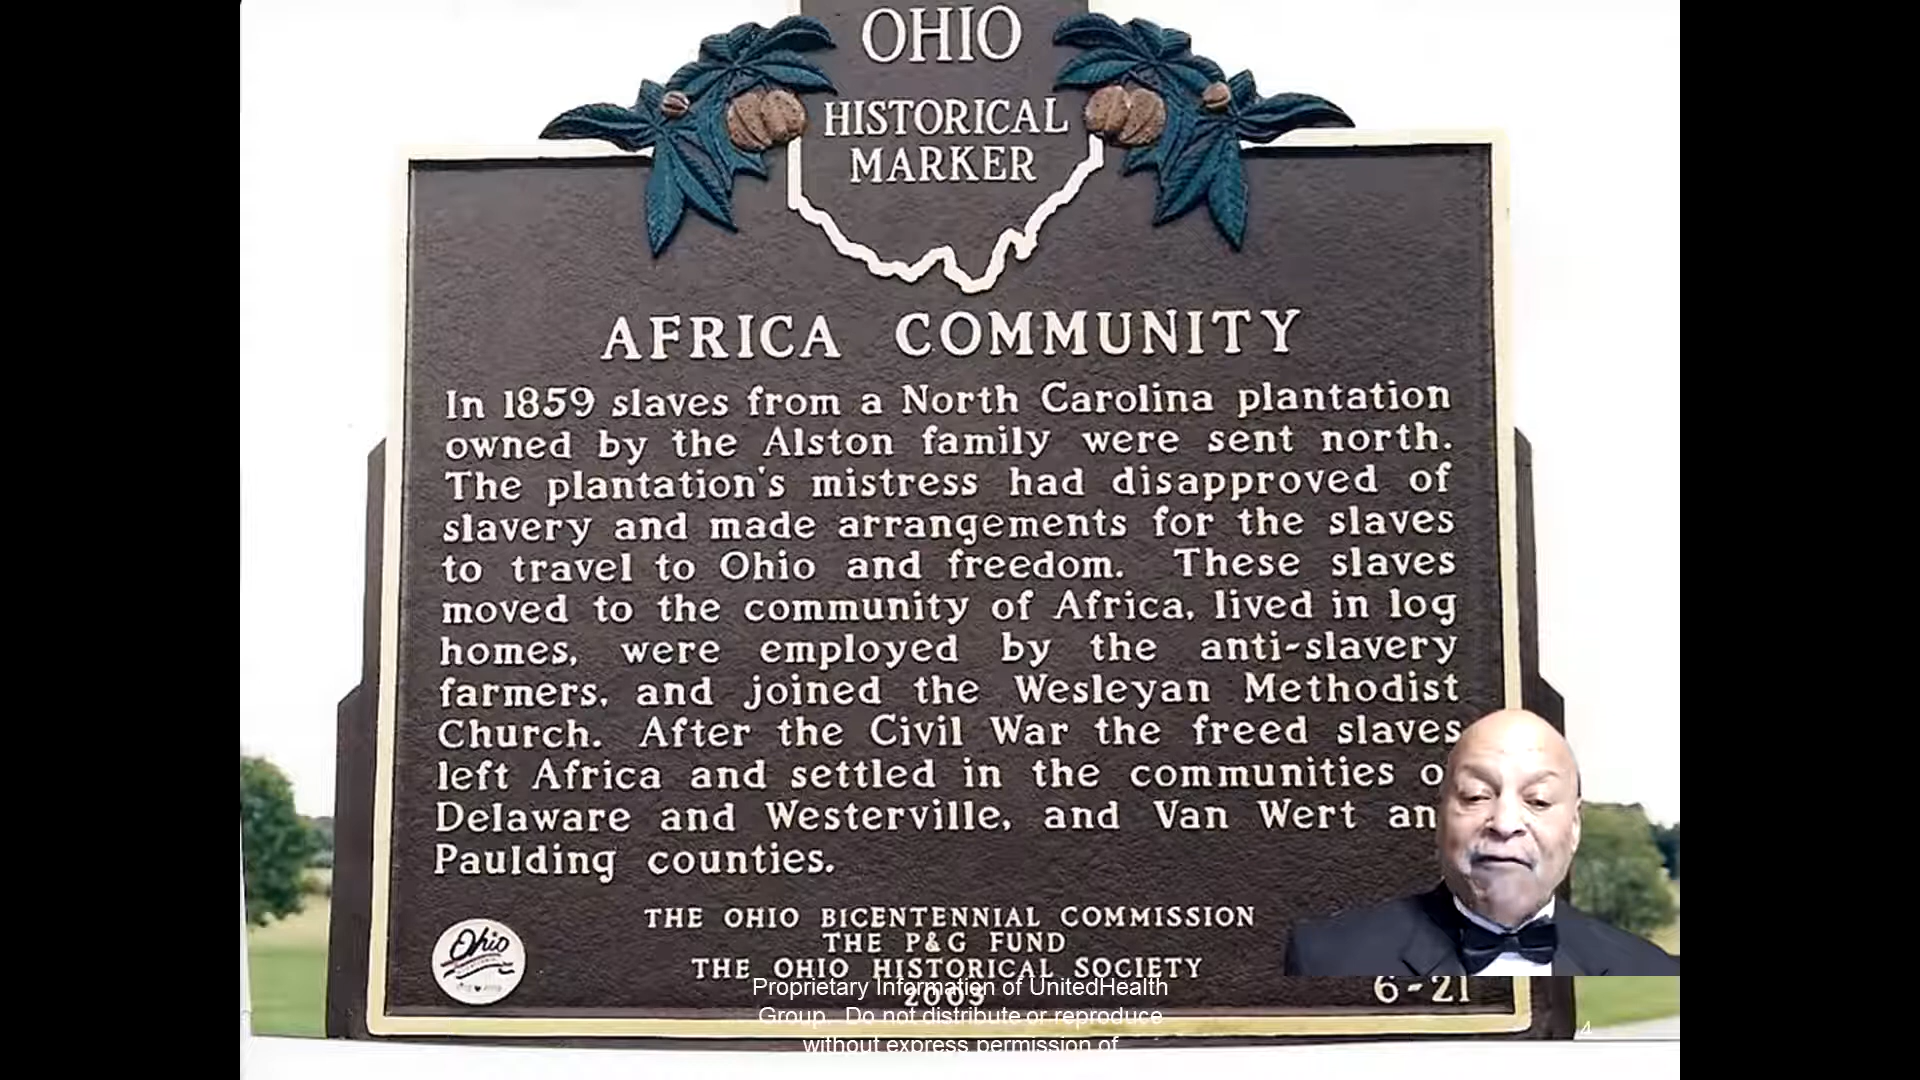 OHIO
HISTORICAL
MARKER
AFRICA COMMUNITY
In 1859 slaves from a North Carolina plantation
owned by the Alston family were sent north.
The plantation's mistress had disapproved of
slavery and made arrangements for the slaves
to travel to Ohio and freedom. These slaves
moved to the community of Africa, lived in log
homes, were employed by the anti-slavery
farmers, and joined the Wesleyan Methodist
Church. After the Civil War the freed slaves
left Africa and settled in the communities o
Delaware and Westerville, and Van Wert an
Paulding counties.
THE OHIO BICENTENNIAL COMMISSION
THE P&G FUND
THE OHIO HISTORICAL SOCIETY
2003
6-21
Ohio
Proprietary Information of UnitedHealth
Group. Do not distribute or reproduce
without express permission of
4